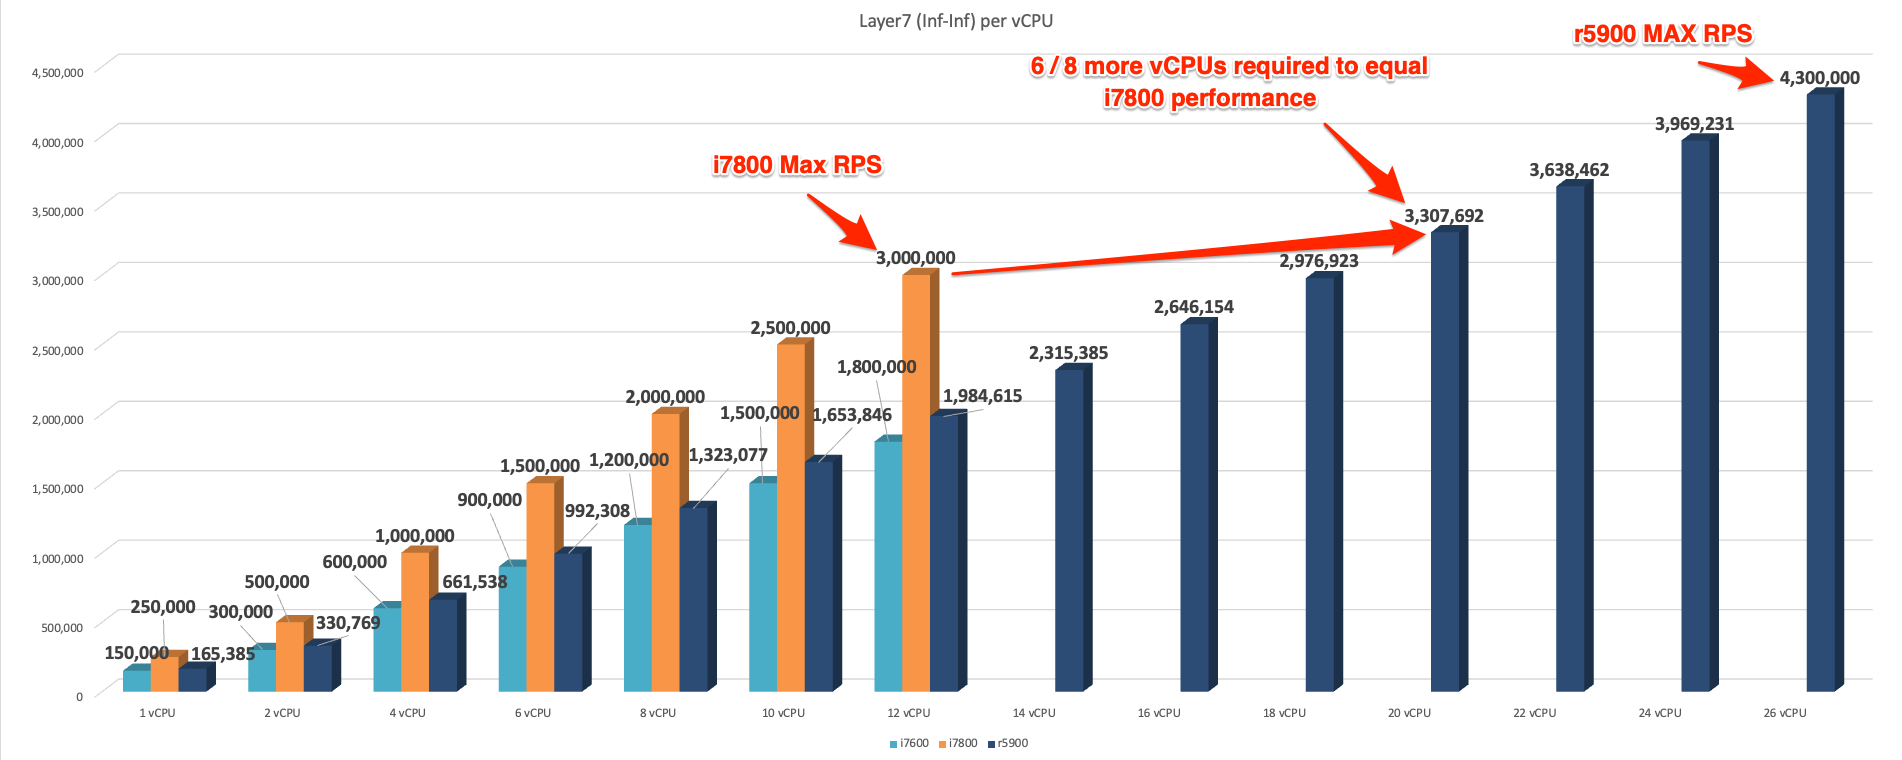 Layer7 (Inf-Inf) per vCPU
r5900 MAX RPS
6 / 8 more vCPUs required to equal
i7800 performance
i7800 Max RPS
4,500,000
4,000,000
3,500,000
3,000,000
2,500,000
2,000,000
1,500,000
1,000,000
500,000
0
150,000
250,000
165,385
300,000
500,000
330,769
600,000
1,000,000
661,538
900,000
1,500,000
992,308
1,200,000
2,000,000
1,323,077
1,500,000
2,500,000
1,653,846
1,800,000
3,000,000
1,984,615
2,315,385
2,646,154
2,976,923
3,307,692
3,638,462
3,969,231
4,300,000
1 vCPU
2 vCPU
4 vCPU
6 vCPU
8 vCPU
10 vCPU
12 vCPU
14 vCPU
16 vCPU
18 vCPU
20 vCPU
22 vCPU
24 vCPU
26 vCPU
i7600
i7800
r5900